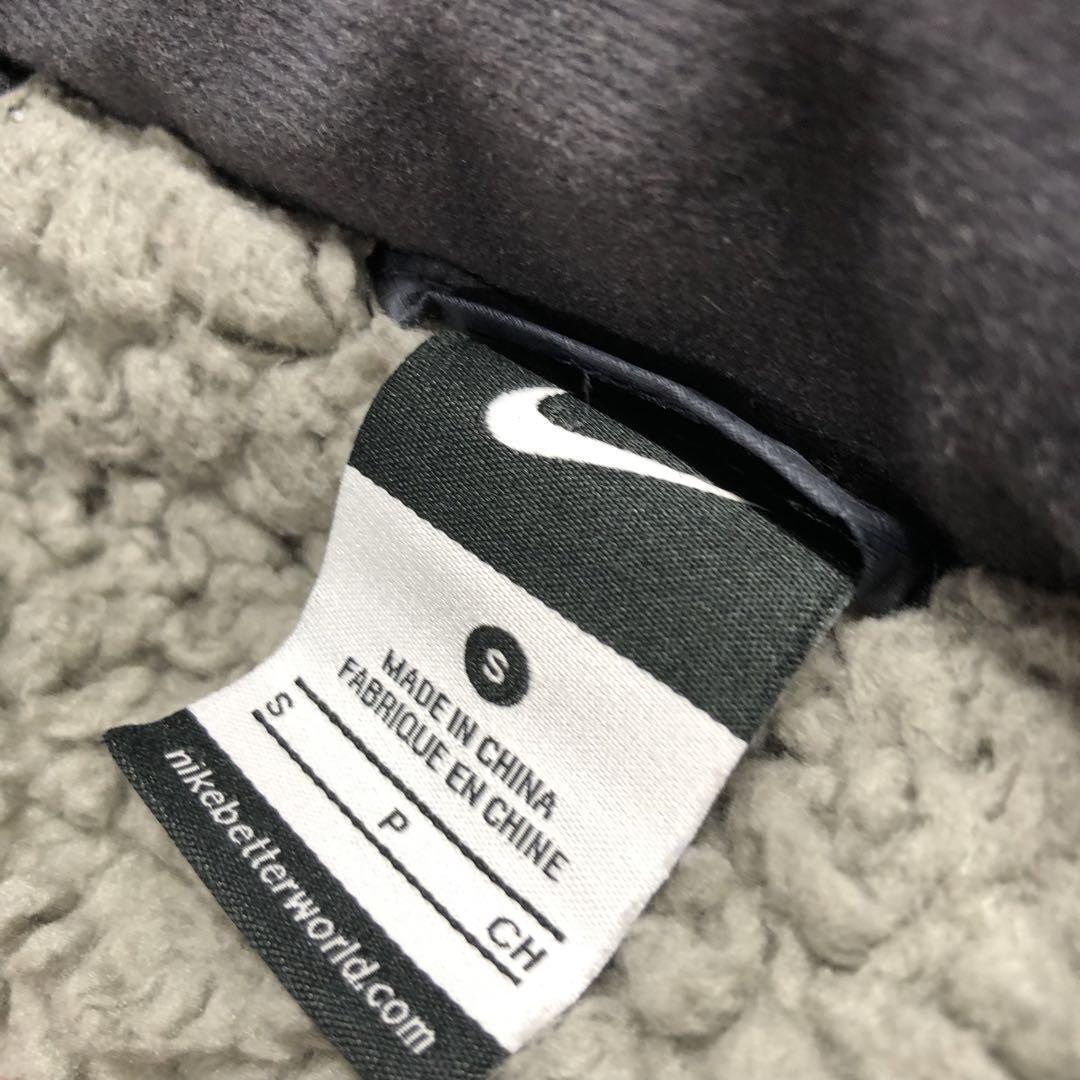 S
MADE IN CHINA
FABRIQUE EN CHINE
S P CH
nikebetterworld.com